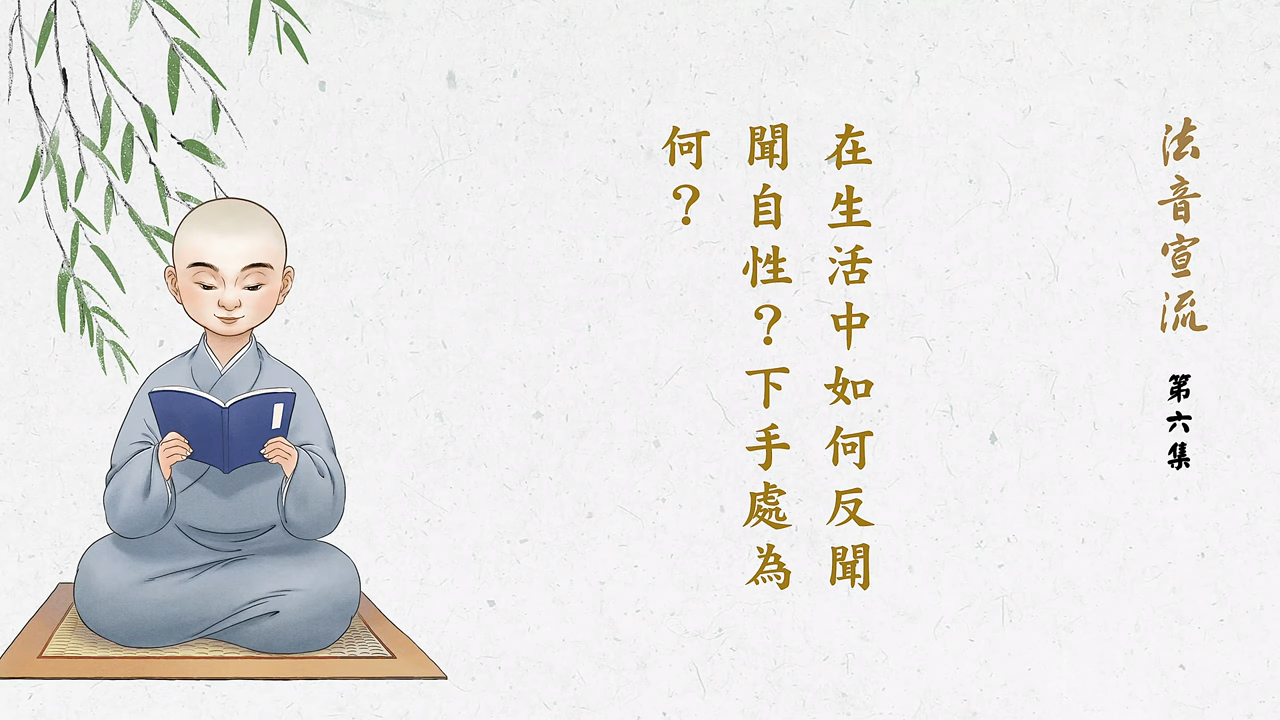 法音宣流
第六集
在生活中如何反聞
聞自性？下手處為
何？